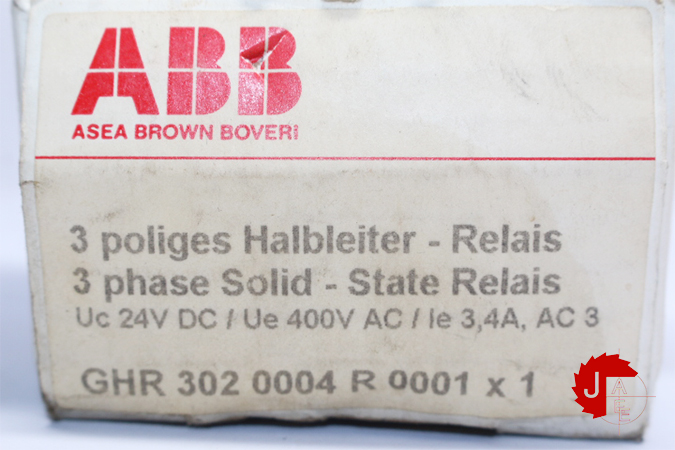 ABB
ASEA BROWN BOVERI
3 poliges Halbleiter - Relais
3 phase Solid - State Relais
Uc 24V DC / Ue 400V AC / Ie 3,4A, AC 3
GHR 302 0004 R 0001 x 1
J